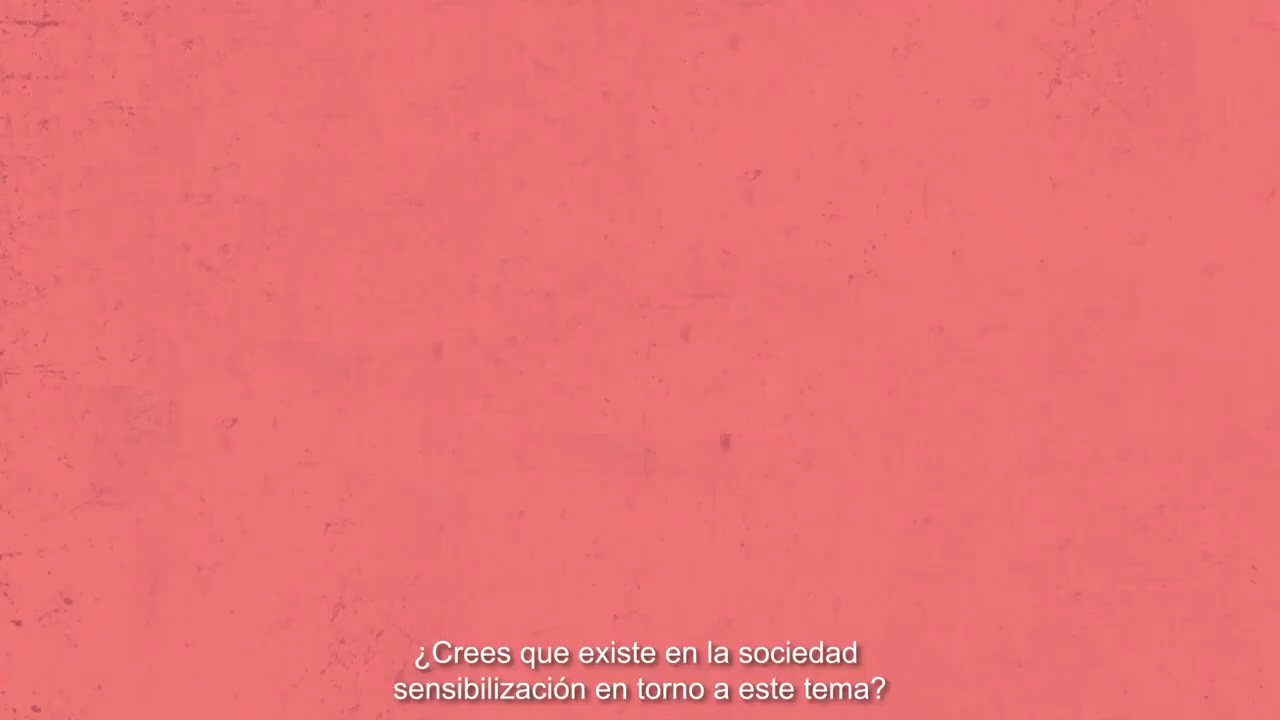 ¿Crees que existe en la sociedad
sensibilización en torno a este tema?